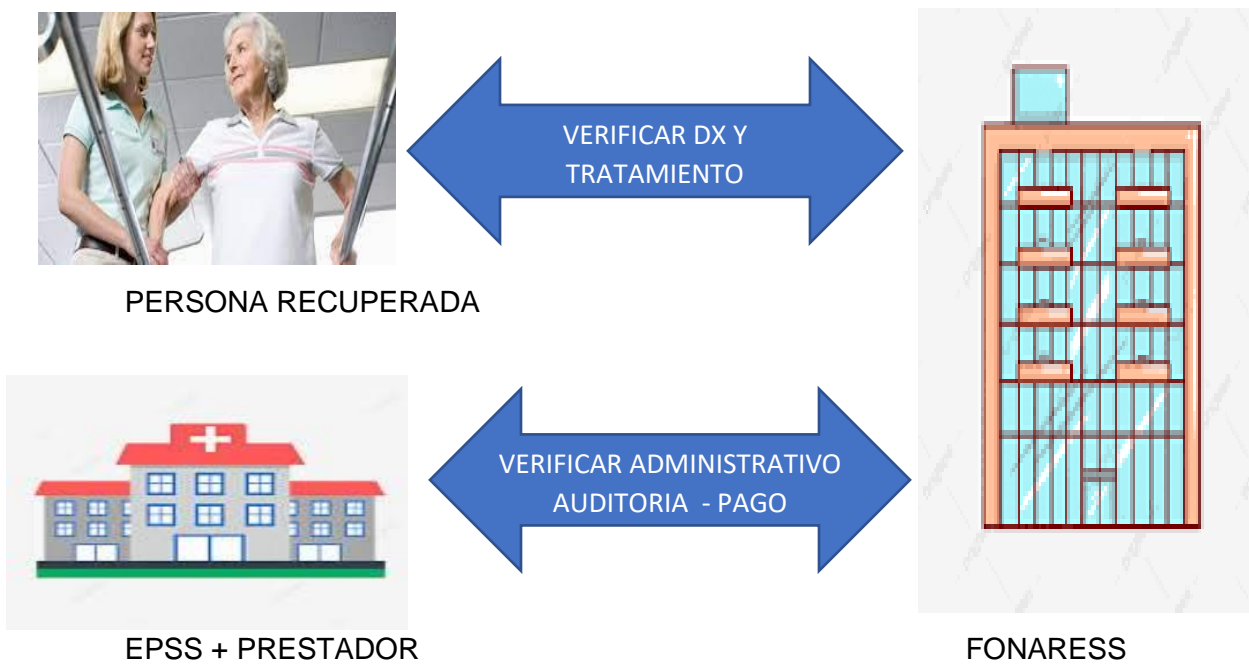 VERIFICAR DX Y
TRATAMIENTO
PERSONA RECUPERADA
VERIFICAR ADMINISTRATIVO
AUDITORIA - PAGO
EPSS + PRESTADOR
FONARESS